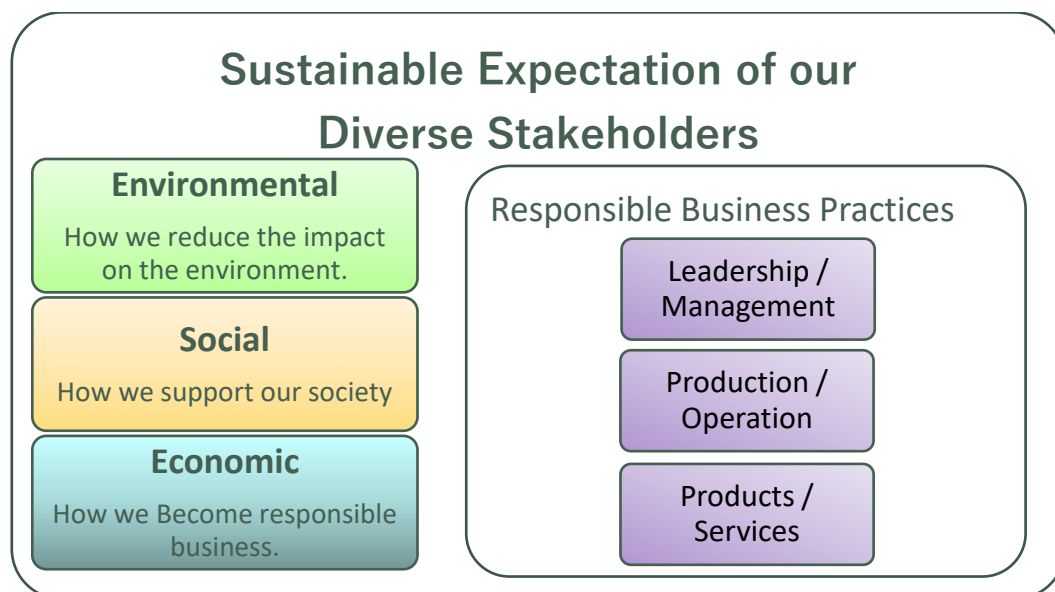 Sustainable Expectation of our
Diverse Stakeholders
Environmental
How we reduce the impact
on the environment.
Social
How we support our society
Economic
How we Become responsible
business.
Responsible Business Practices
Leadership /
Management
Production /
Operation
Products /
Services